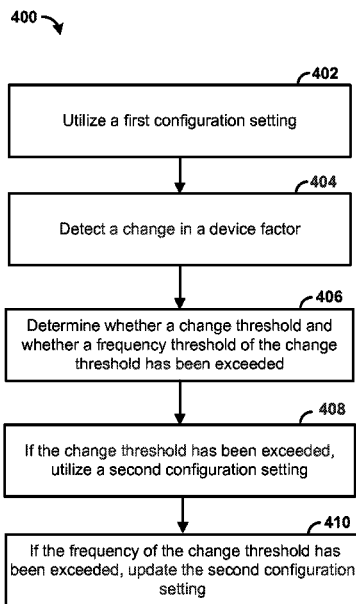 400
402
Utilize a first configuration setting
404
Detect a change in a device factor
406
Determine whether a change threshold and
whether a frequency threshold of the change
threshold has been exceeded
408
If the change threshold has been exceeded,
utilize a second configuration setting
410
If the frequency of the change threshold has
been exceeded, update the second configuration
setting